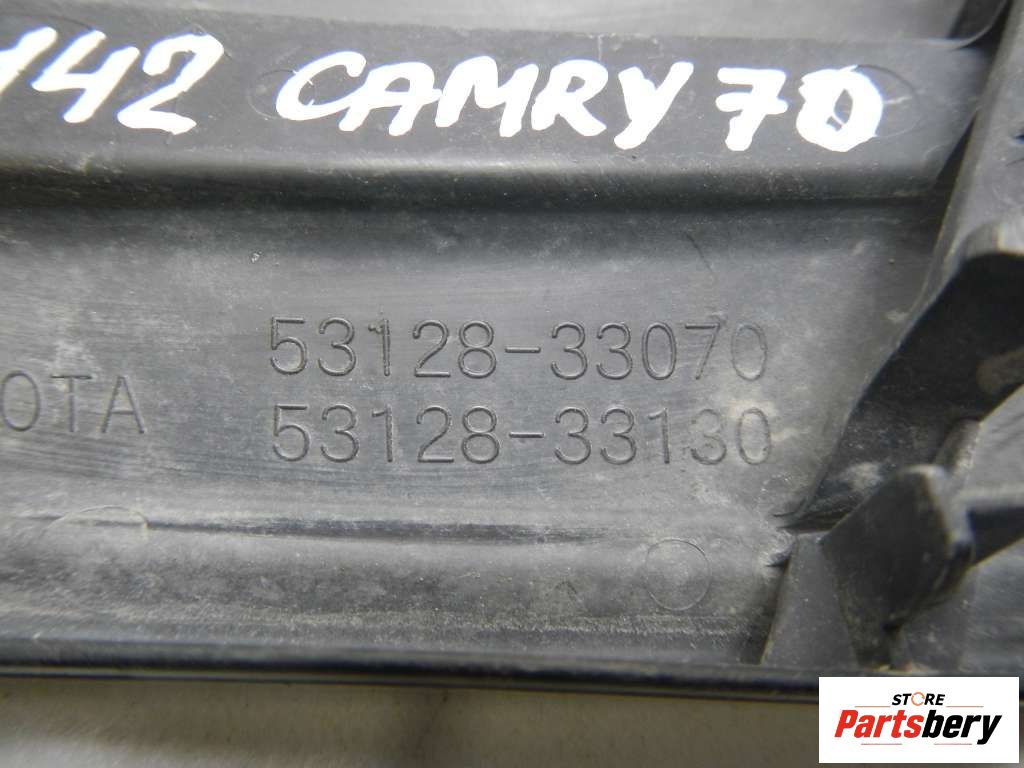 142 CAMRY 70
53128-33070
OTA
53128-33130
STORE
Partsbery